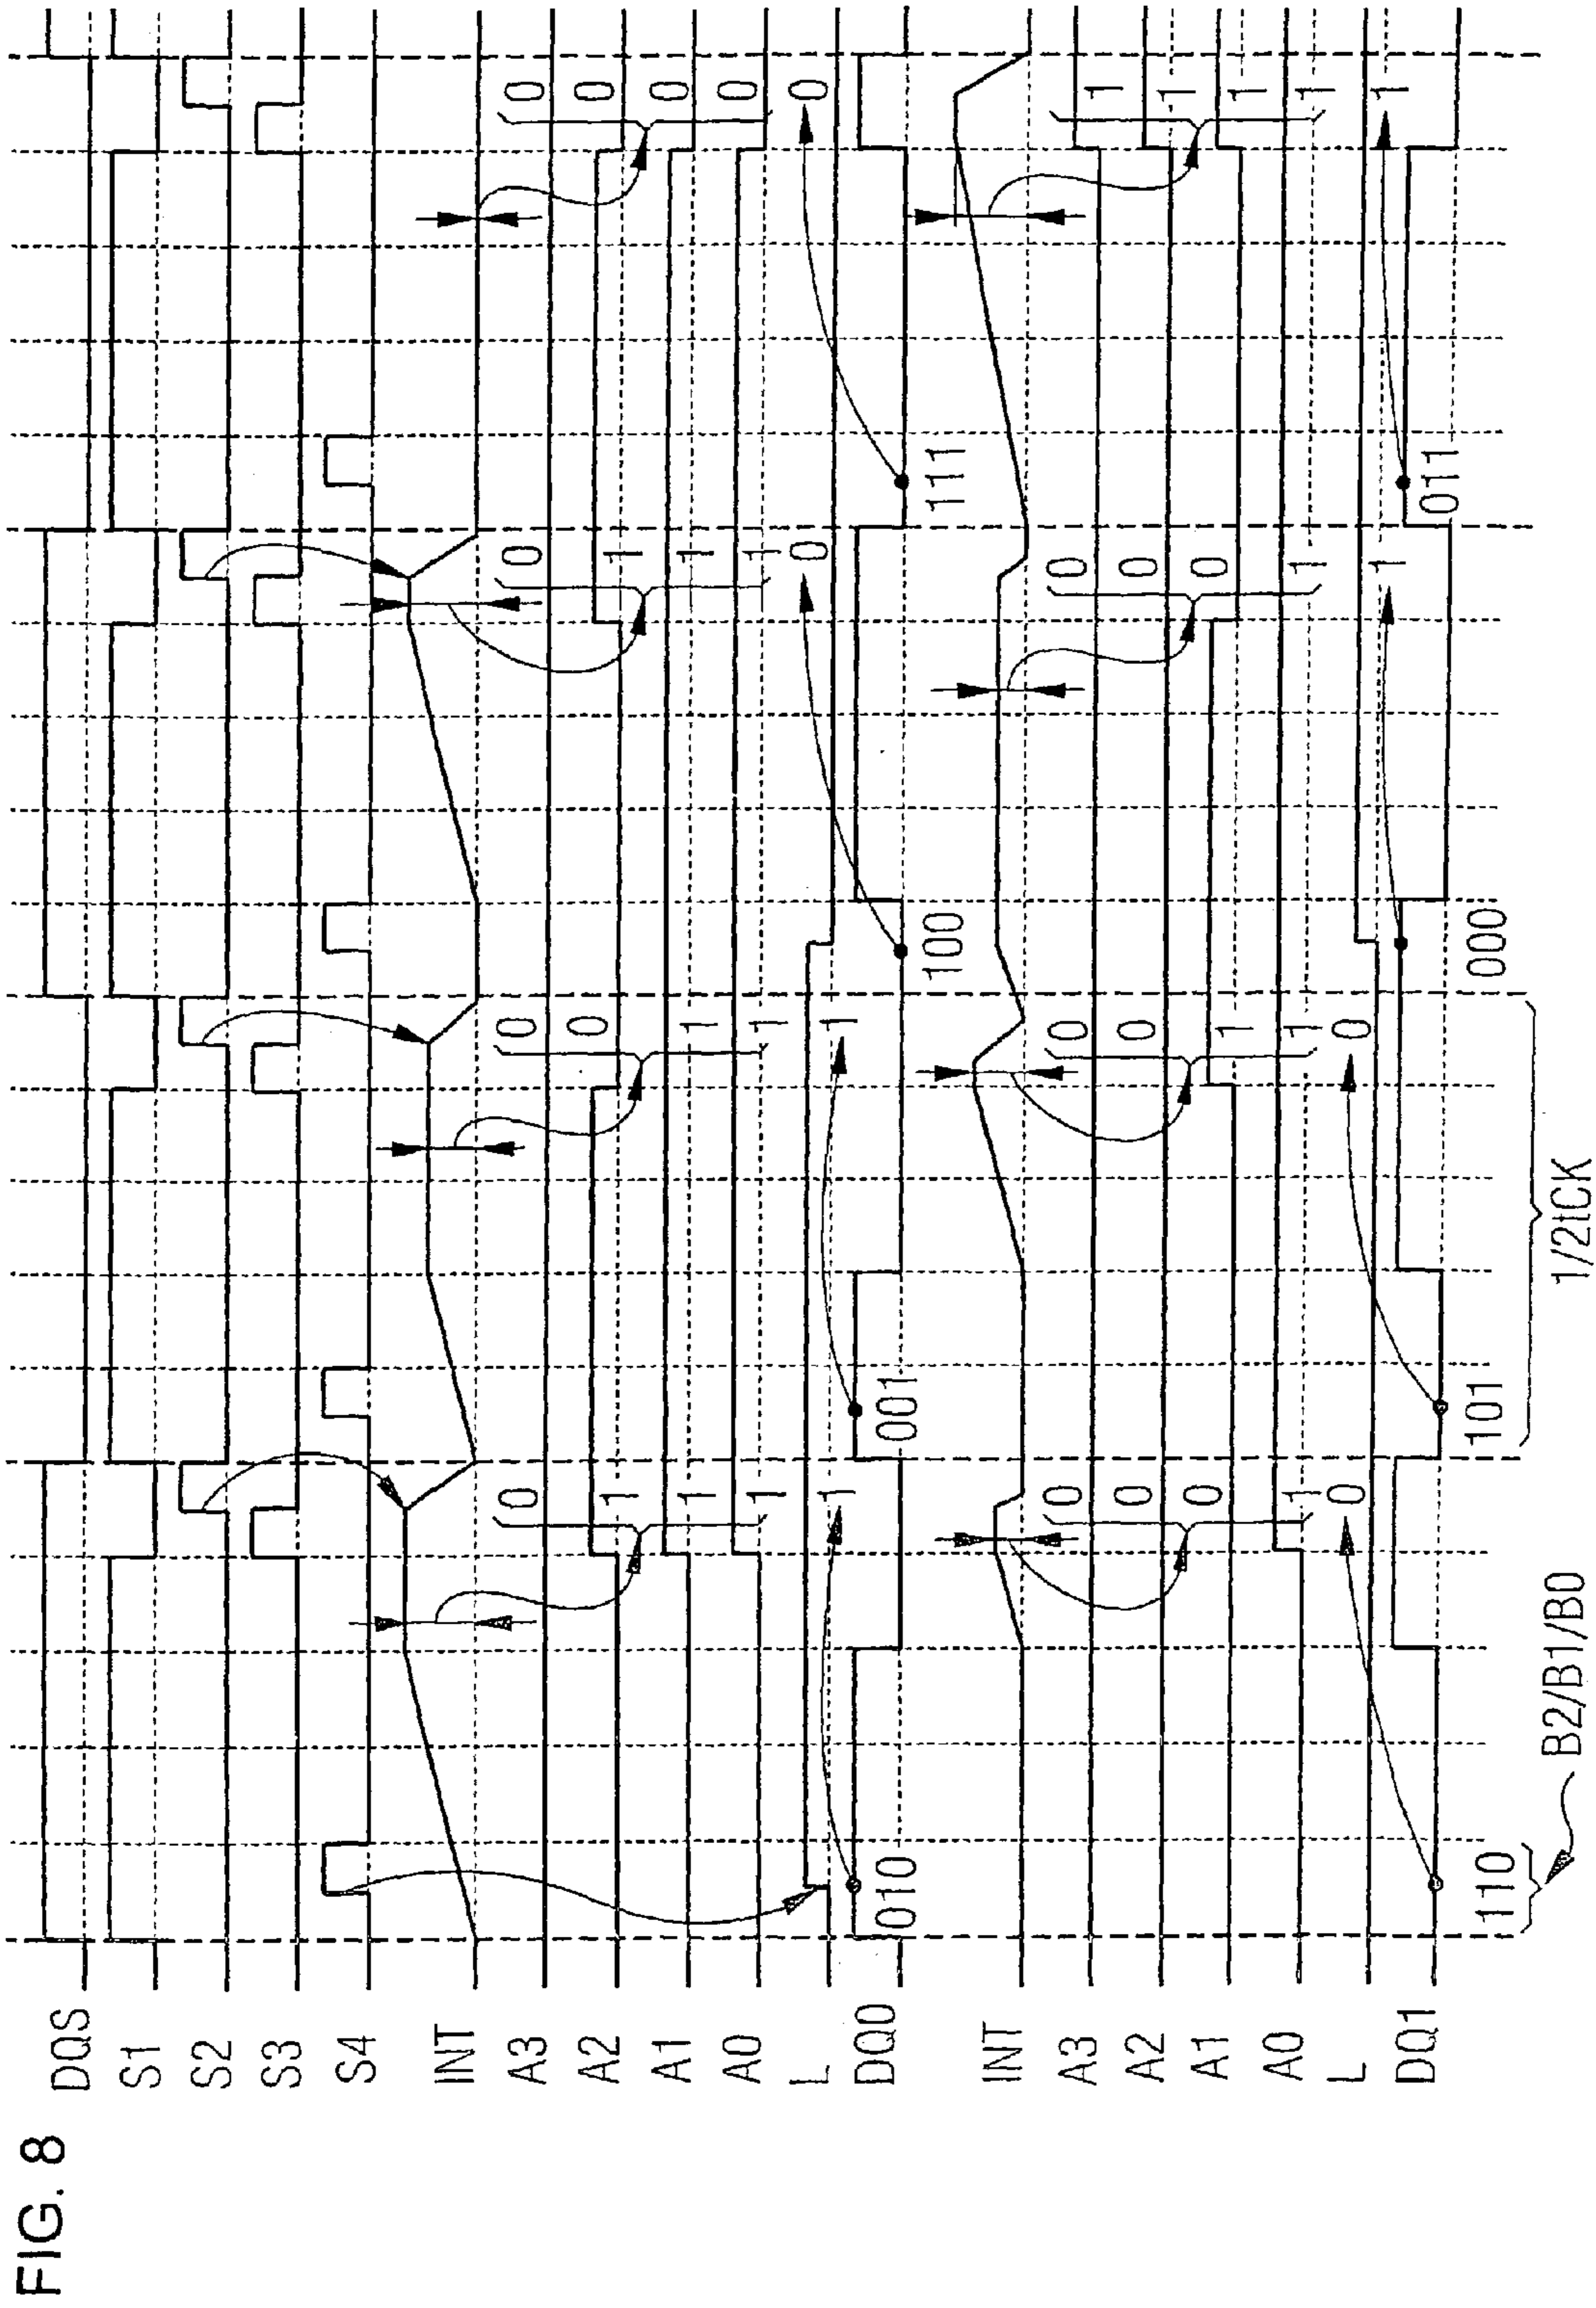 FIG. 8
DQS
S1
S2
S3
S4
INT
A3 0 0 0 0
A2 1 0 1 0
A1 1 1 1 0
A0 1 1 1 0
L 1 1 0 0
DQ0
010 001 100 111
INT
A3 0 0 0 1
A2 0 0 0 1
A1 0 1 0 1
A0 1 1 1 1
L 0 0 1 1
DQ1
110 101 000 011
B2/B1/B0 1/2tCK